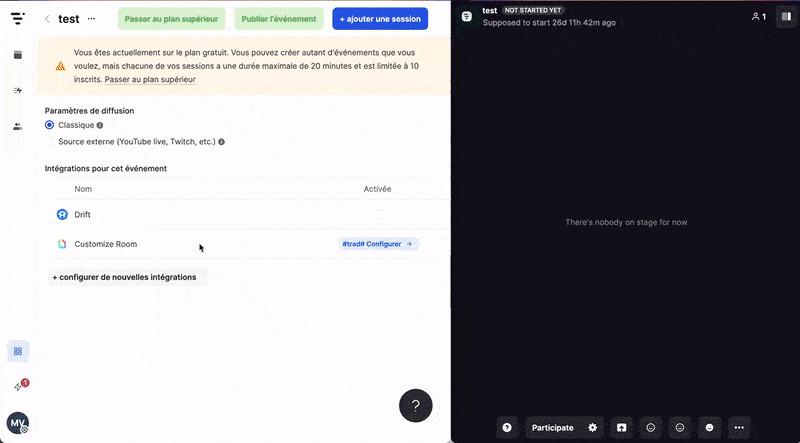 test ···
Passer au plan supérieur
Publier l'événement
+ ajouter une session
Vous êtes actuellement sur le plan gratuit. Vous pouvez créer autant d'événements que vous
voulez, mais chacune de vos sessions a une durée maximale de 20 minutes et est limitée à 10
inscrits. Passer au plan supérieur
Paramètres de diffusion
Classique
Source externe (YouTube live, Twitch, etc.)
Intégrations pour cet événement
Nom
Activée
Drift
Customize Room
#trad# Configurer →
+ configurer de nouvelles intégrations
1
MV
?
test NOT STARTED YET
Supposed to start 26d 11h 42m ago
1
There's nobody on stage for now
Participate